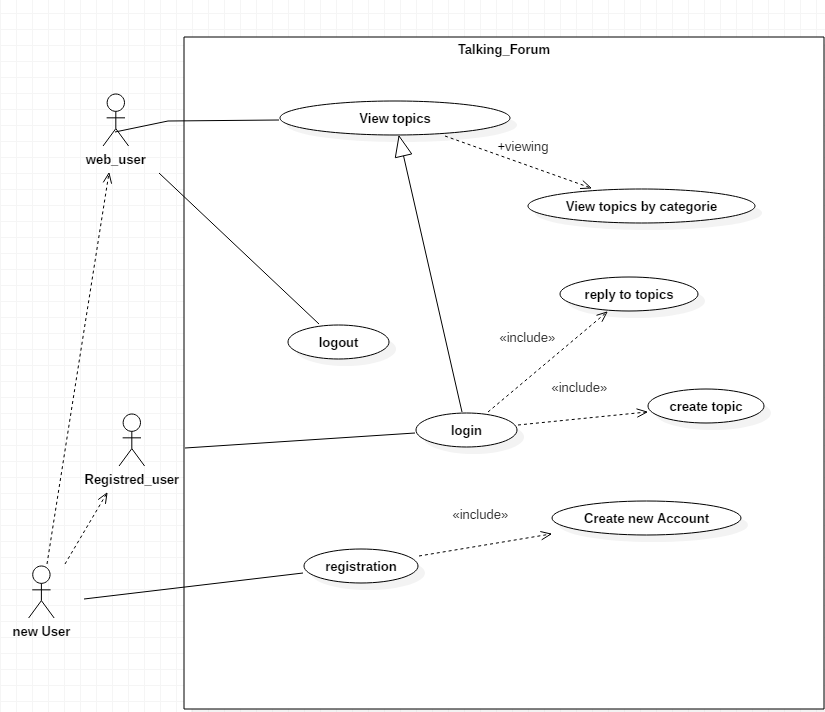 Talking_Forum
View topics
web_user
+viewing
View topics by categorie
reply to topics
«include»
logout
«include»
create topic
login
Registred_user
«include»
Create new Account
registration
new User